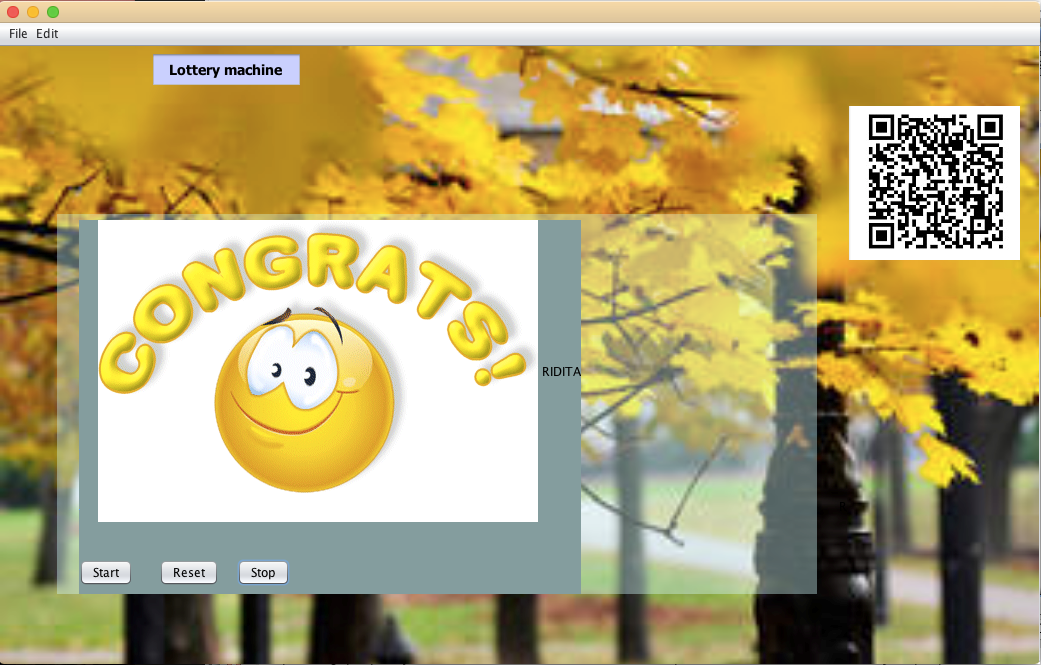 File Edit
Lottery machine
CONGRATS!
RIDITA
Start Reset Stop